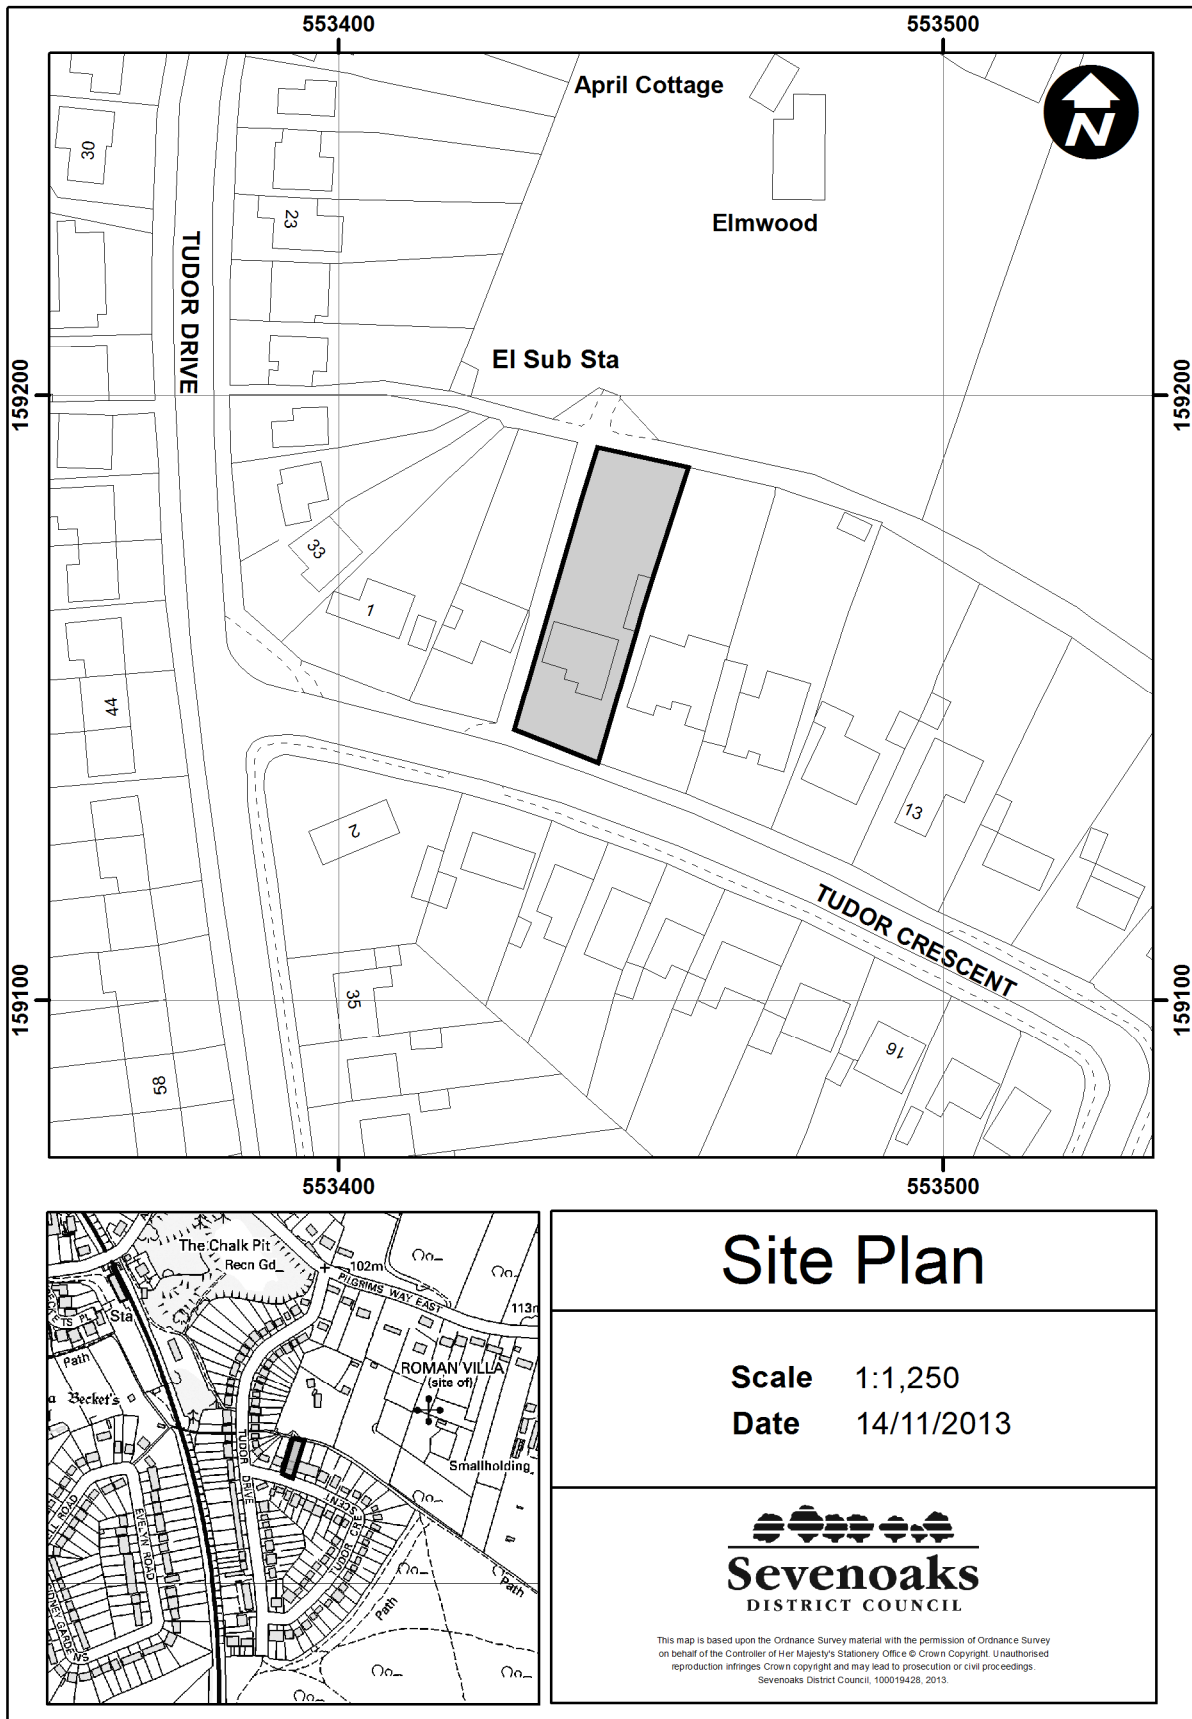 553400
553500
April Cottage
N
30
Elmwood
23
TUDOR DRIVE
El Sub Sta
159200
159200
33
1
44
2
13
TUDOR CRESCENT
159100
35
159100
16
58
553400
553500
The Chalk Pit
Recn Gd
102m
PILGRIMS WAY EAST
113m
TS PL
Sta
Path
ROMAN VILLA
(site of)
a Becket's
TUDOR DRIVE
Smallholding
EVELYN ROAD
TUDOR CRESCENT
SIDNEY GARDENS
Path
Path
Site Plan
Scale 1:1,250
Date 14/11/2013
Sevenoaks
DISTRICT COUNCIL
This map is based upon the Ordnance Survey material with the permission of Ordnance Survey
on behalf of the Controller of Her Majesty's Stationery Office © Crown Copyright. Unauthorised
reproduction infringes Crown copyright and may lead to prosecution or civil proceedings.
Sevenoaks District Council, 100019428, 2013.